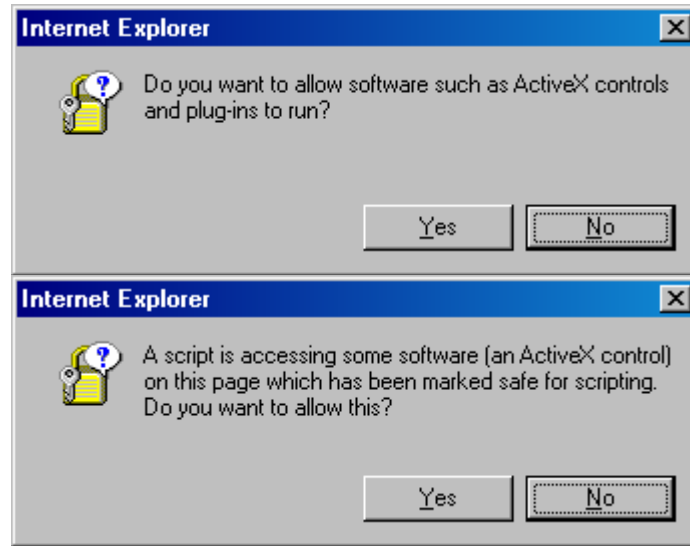 Internet Explorer
Do you want to allow software such as ActiveX controls
and plug-ins to run?
Yes No
Internet Explorer
A script is accessing some software (an ActiveX control)
on this page which has been marked safe for scripting.
Do you want to allow this?
Yes No